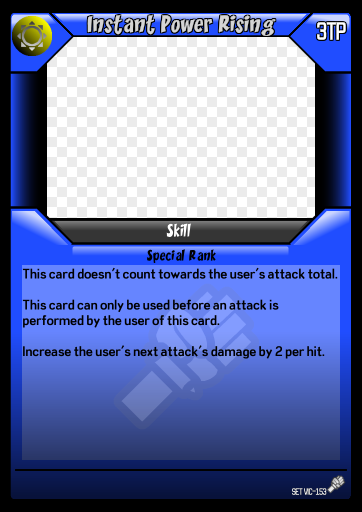 Instant Power Rising
3TP
Skill
Special Rank
This card doesn't count towards the user's attack total.
This card can only be used before an attack is
performed by the user of this card.
Increase the user's next attack's damage by 2 per hit.
SET VIC-153